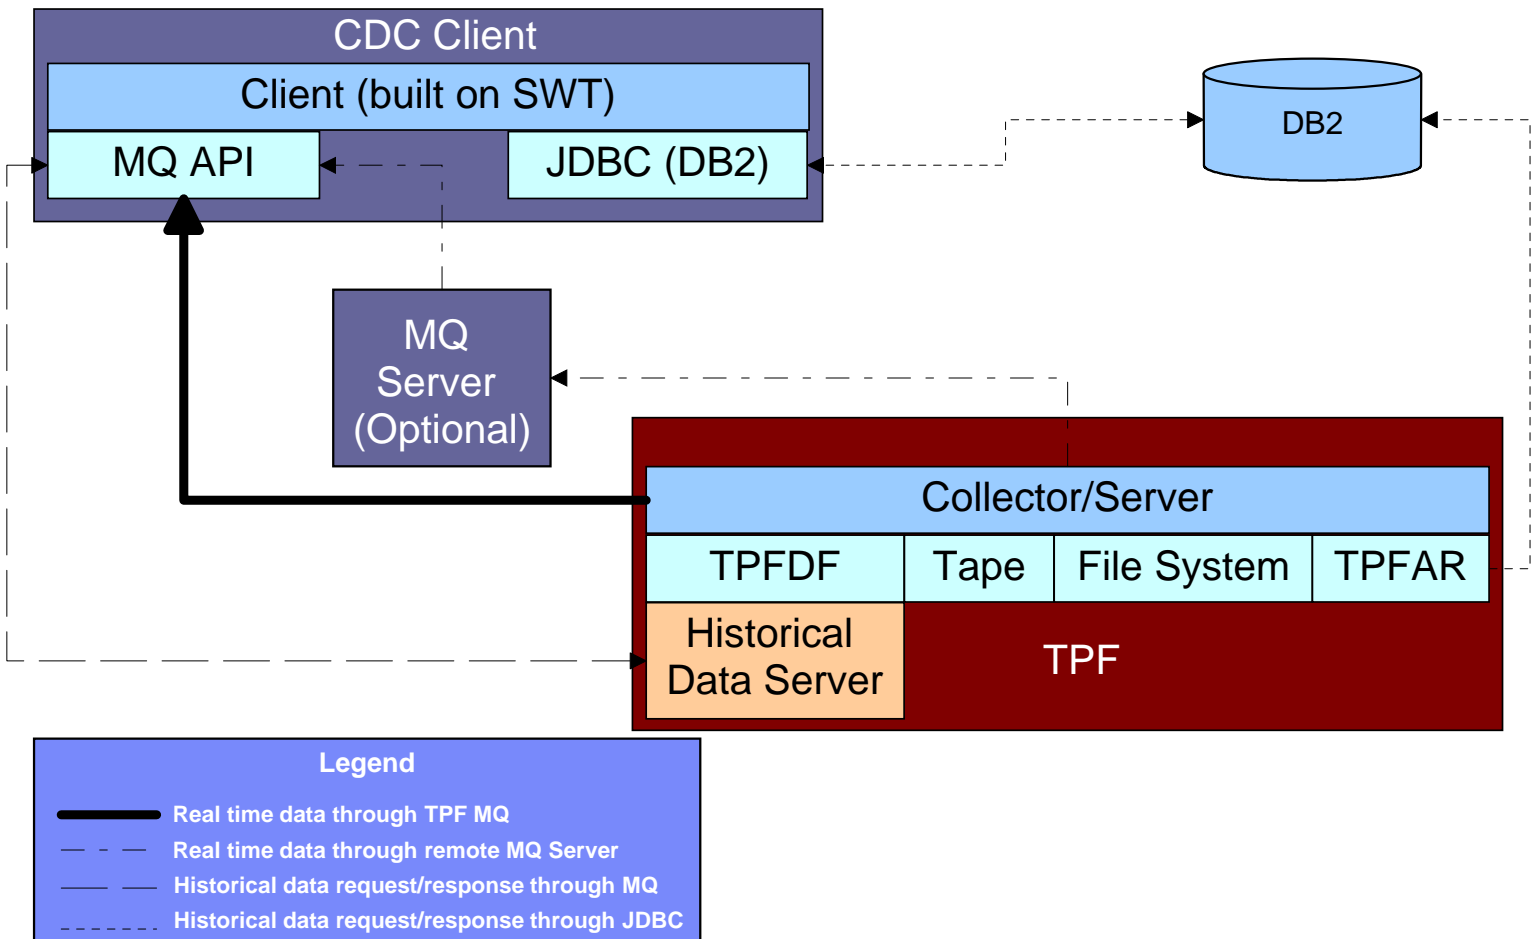 CDC Client
Client (built on SWT)
MQ API
JDBC (DB2)
DB2
MQ
Server
(Optional)
Collector/Server
TPFDF
Tape
File System
TPFAR
Historical
Data Server
TPF
Legend
Real time data through TPF MQ
Real time data through remote MQ Server
Historical data request/response through MQ
Historical data request/response through JDBC